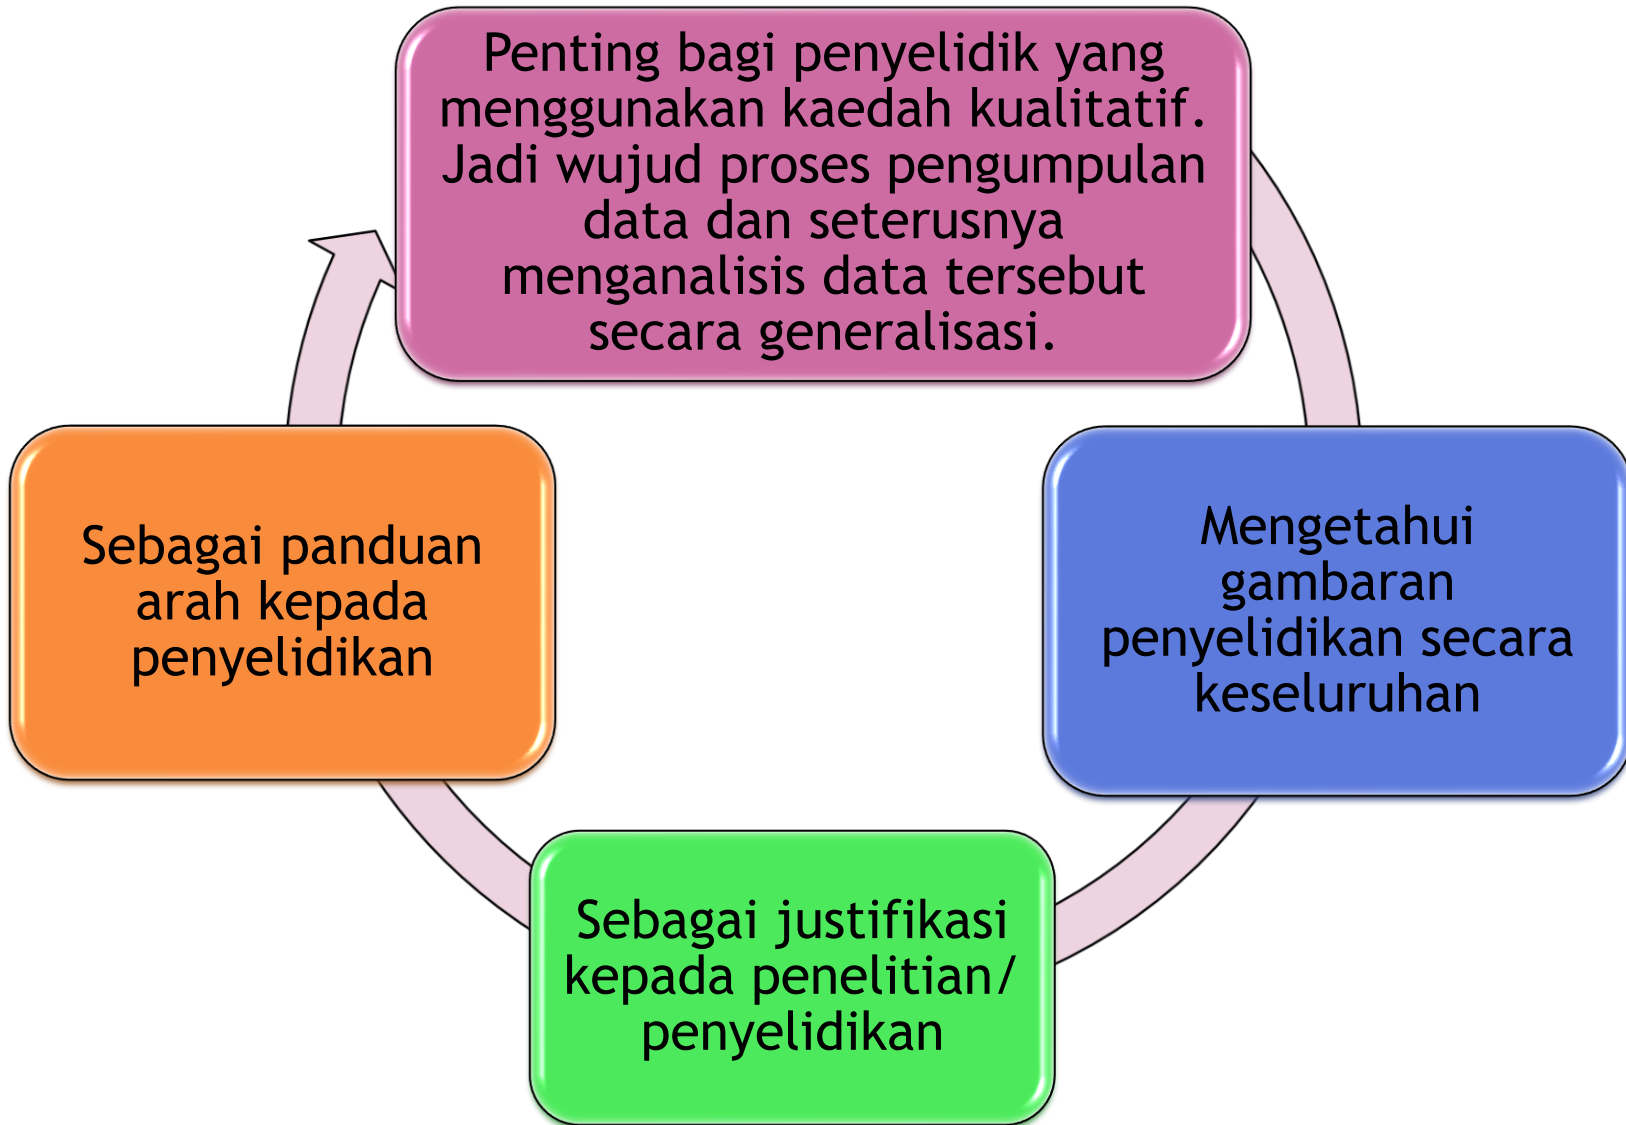 Penting bagi penyelidik yang
menggunakan kaedah kualitatif.
Jadi wujud proses pengumpulan
data dan seterusnya
menganalisis data tersebut
secara generalisasi.
Mengetahui
gambaran
penyelidikan secara
keseluruhan
Sebagai justifikasi
kepada penelitian/
penyelidikan
Sebagai panduan
arah kepada
penyelidikan